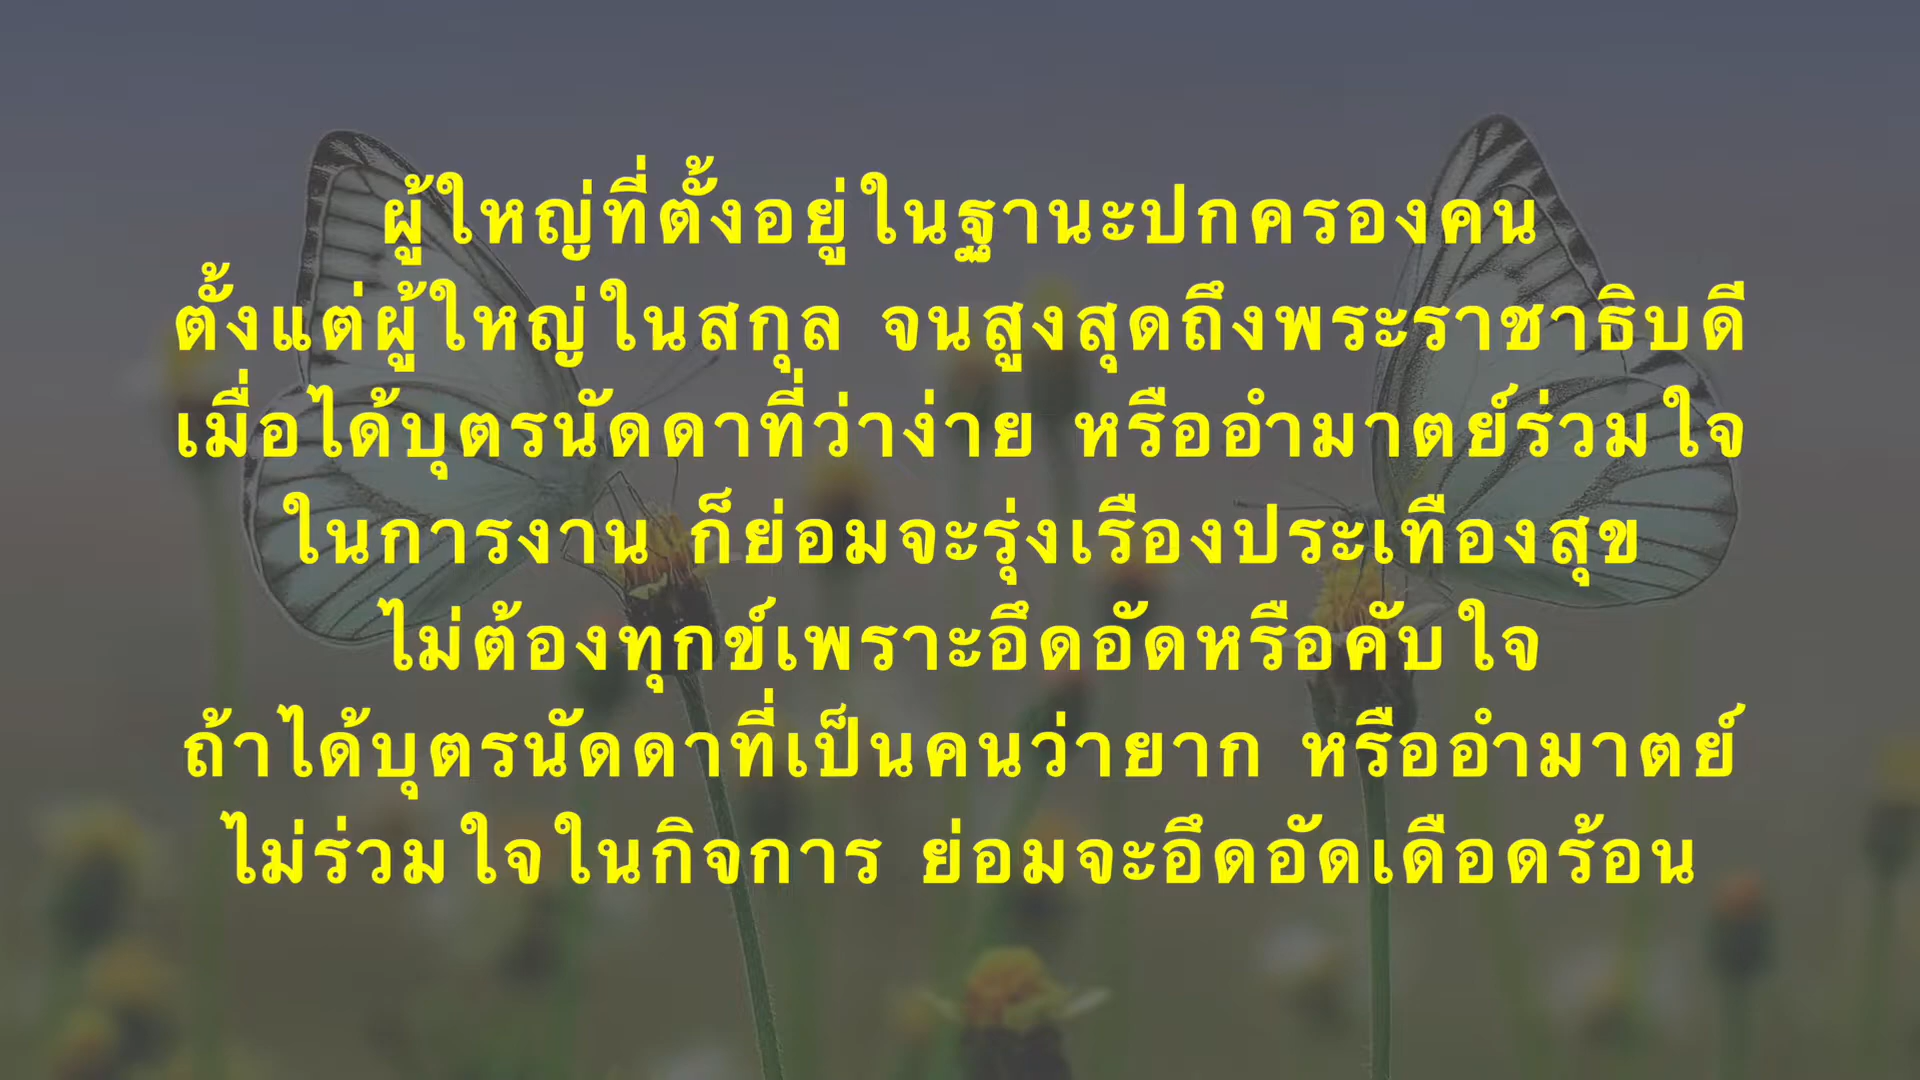 ผู้ใหญ่ที่ตั้งอยู่ในฐานะปกครองคน
ตั้งแต่ผู้ใหญ่ในสกุล จนสูงสุดถึงพระราชาธิบดี
เมื่อได้บุตรนัดดาที่ว่าง่าย หรืออำมาตย์ร่วมใจ
ในการงาน ก็ย่อมจะรุ่งเรืองประเทืองสุข
ไม่ต้องทุกข์เพราะอึดอัดหรือคับใจ
ถ้าได้บุตรนัดดาที่เป็นคนว่ายาก หรืออำมาตย์
ไม่ร่วมใจในกิจการ ย่อมจะอึดอัดเดือดร้อน